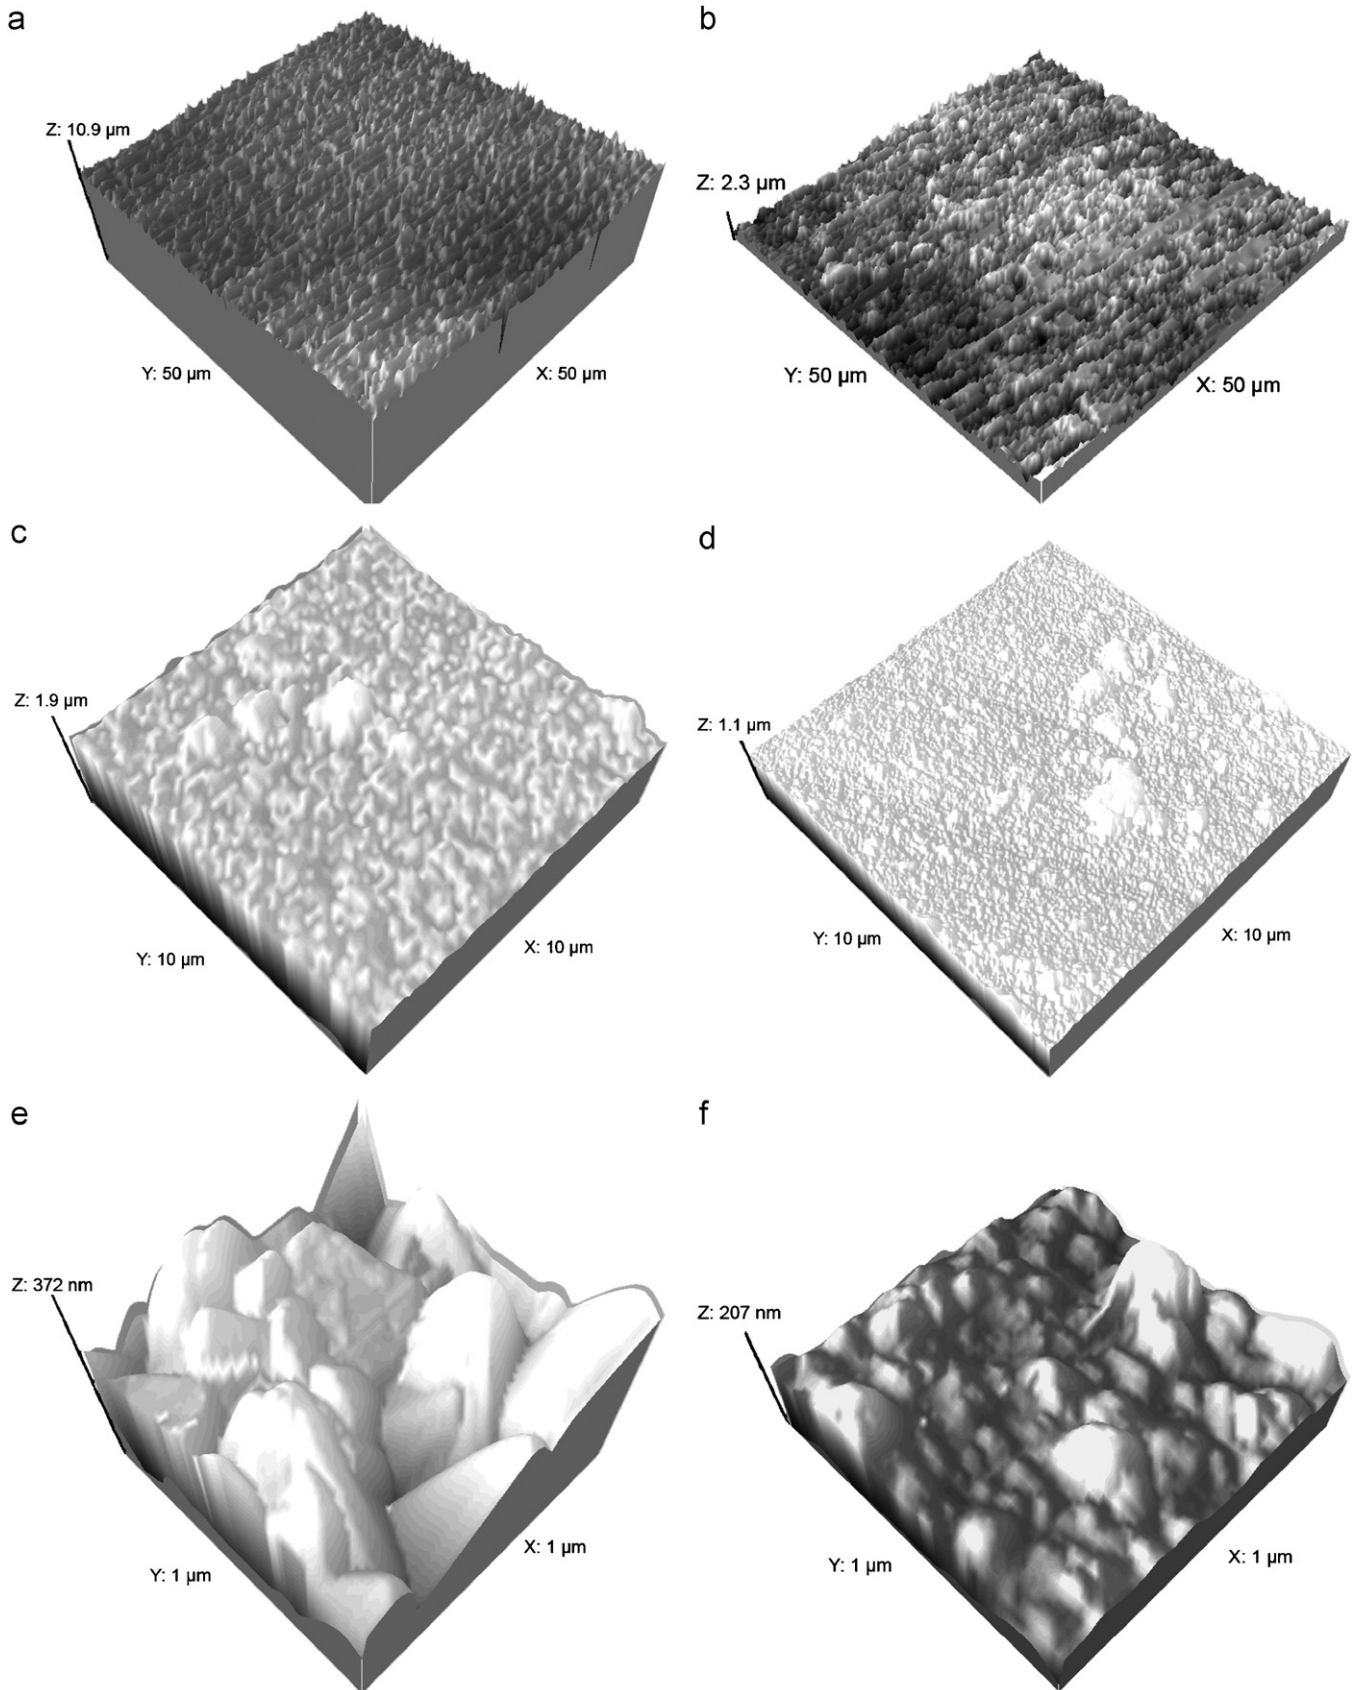 a
b
Z: 10.9 µm
Z: 2.3 µm
Y: 50 µm
X: 50 µm
Y: 50 µm
X: 50 µm
c
d
Z: 1.9 µm
Z: 1.1 µm
Y: 10 µm
X: 10 µm
Y: 10 µm
X: 10 µm
e
f
Z: 372 nm
Z: 207 nm
Y: 1 µm
X: 1 µm
Y: 1 µm
X: 1 µm